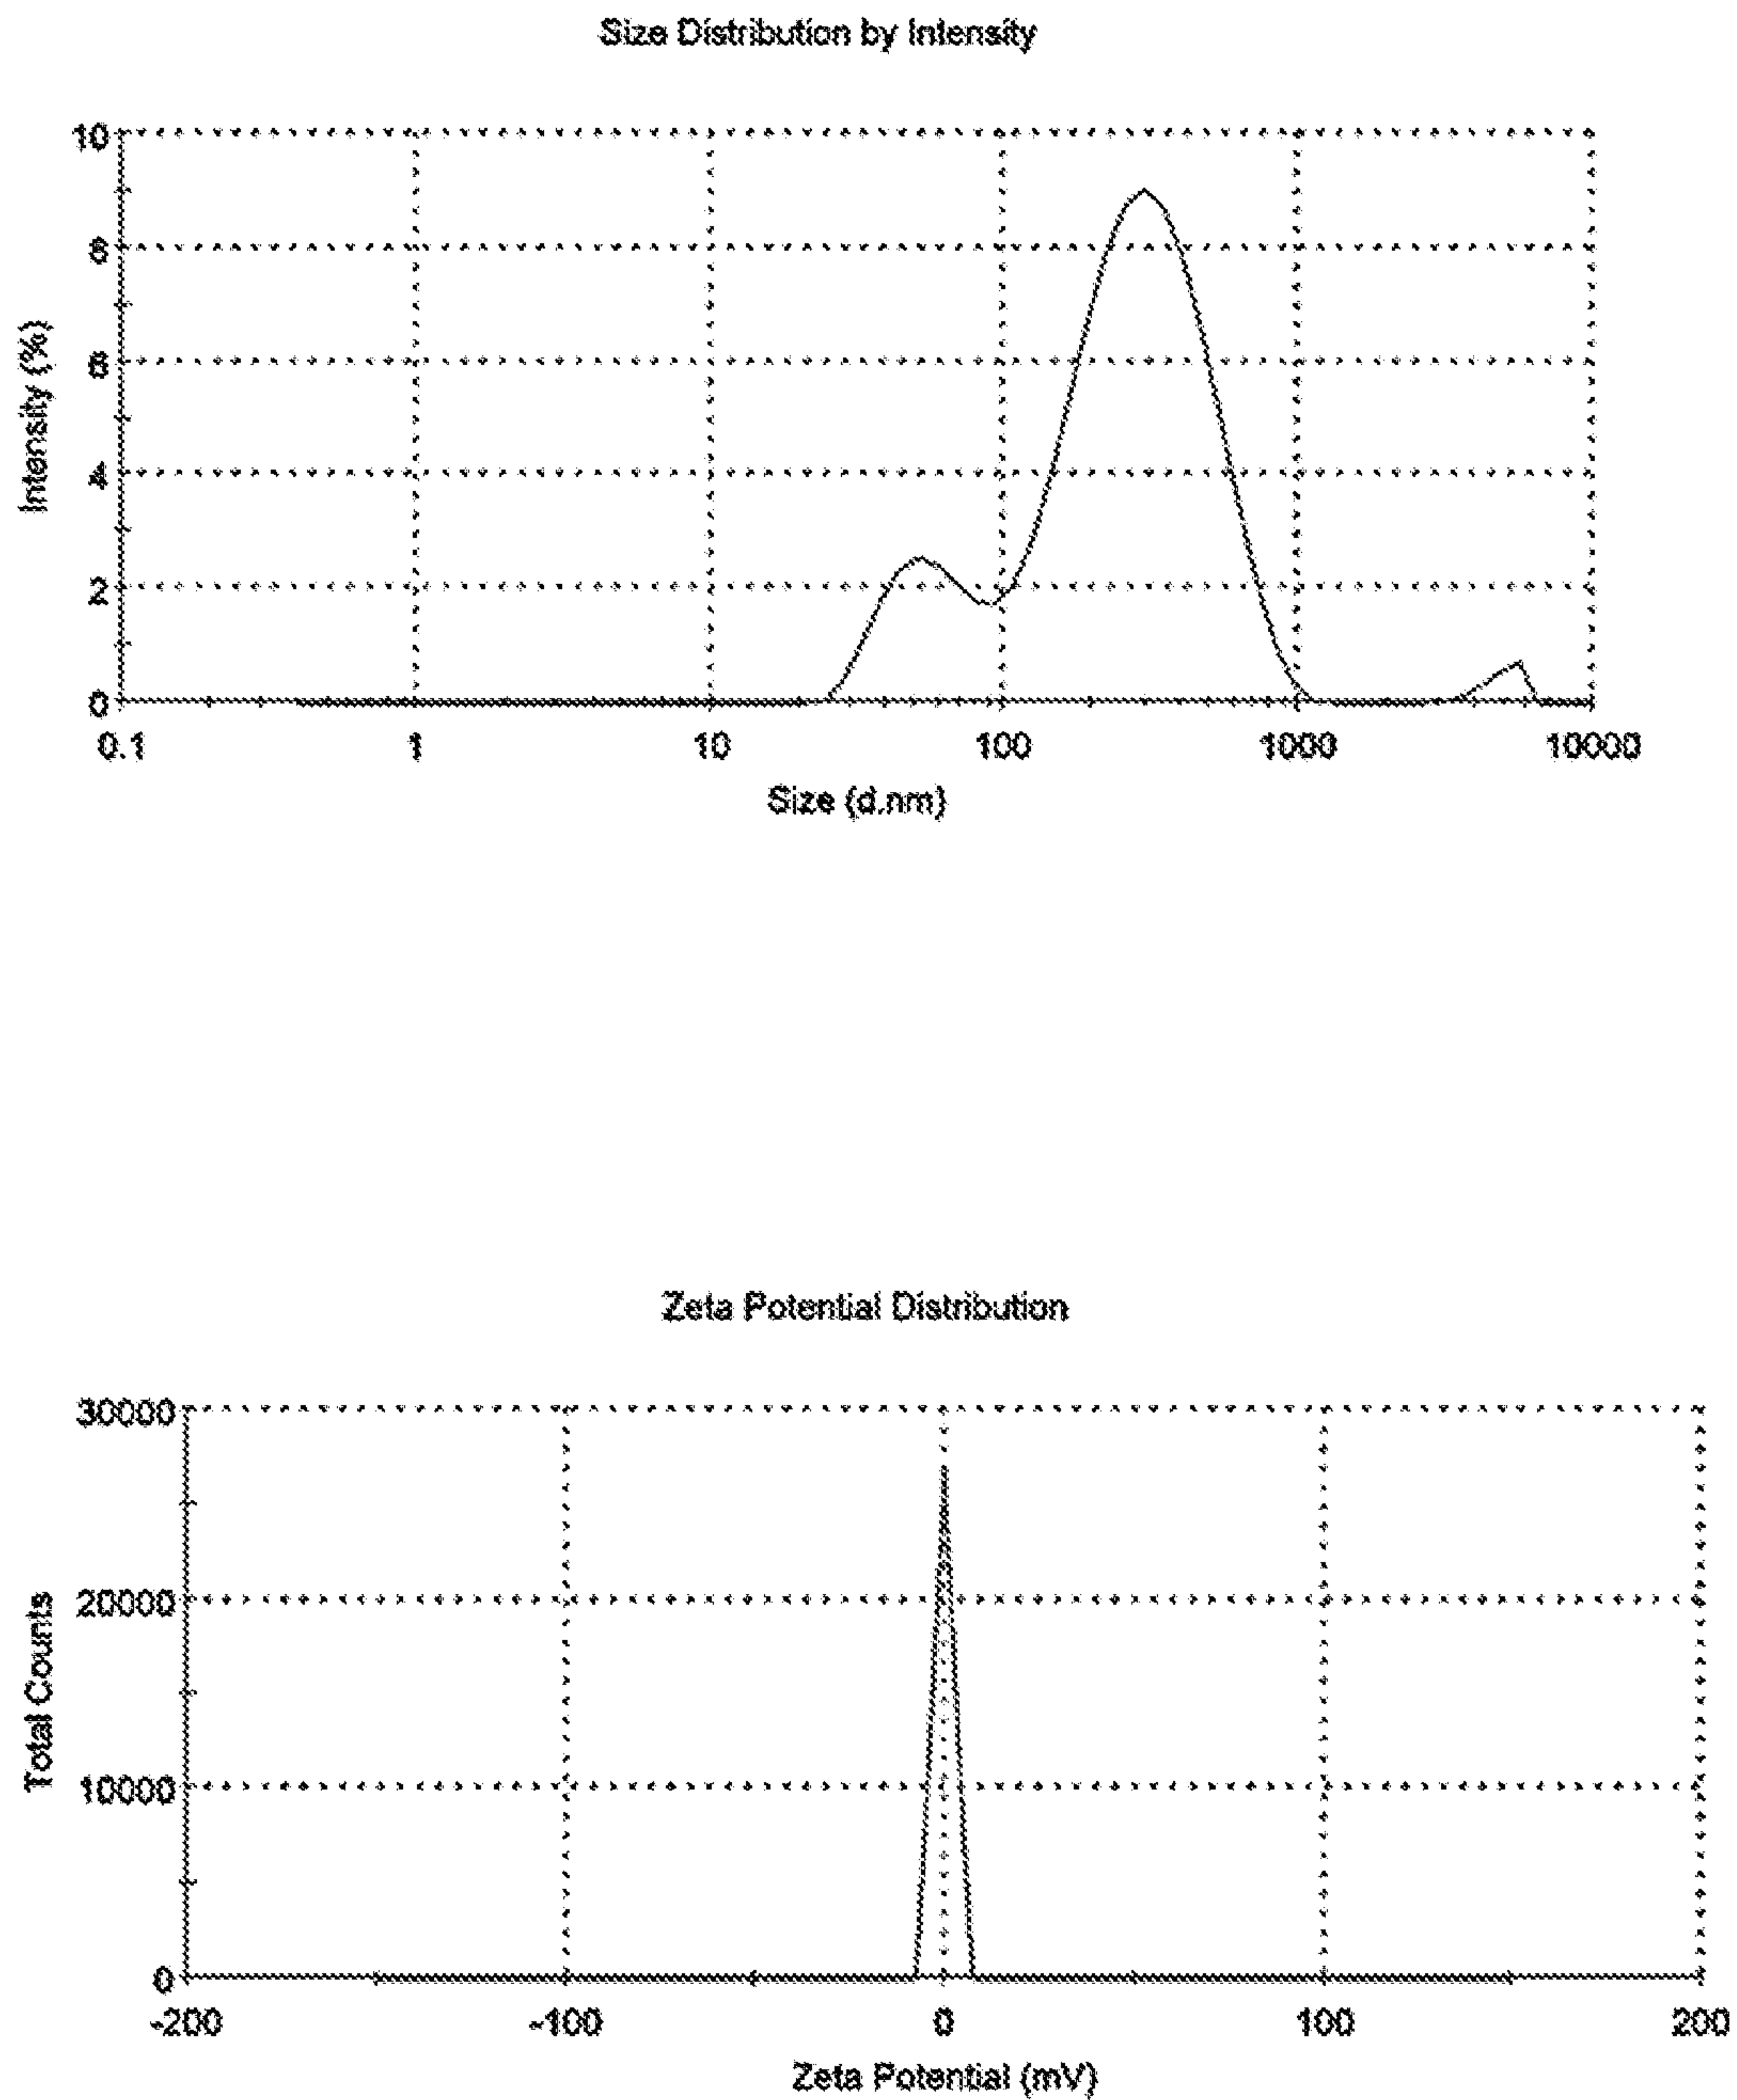 Size Distribution by Intensity
10
8
6
4
2
0
Intensity (%)
0.1 1 10 100 1000 10000
Size (d.nm)
Zeta Potential Distribution
30000
20000
10000
0
Total Counts
-200 -100 0 100 200
Zeta Potential (mV)